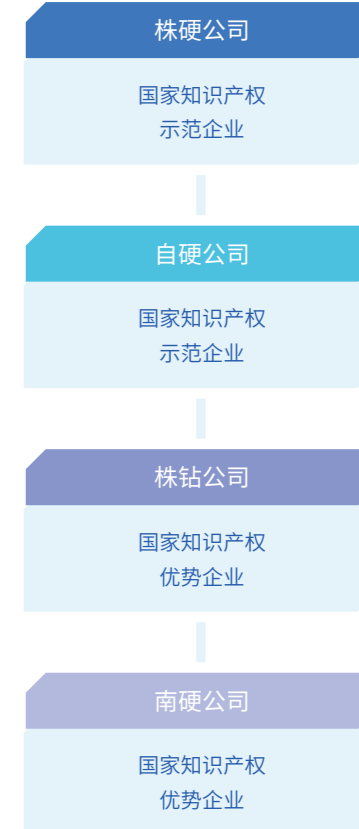 株硬公司
国家知识产权
示范企业
自硬公司
国家知识产权
示范企业
株钻公司
国家知识产权
优势企业
南硬公司
国家知识产权
优势企业